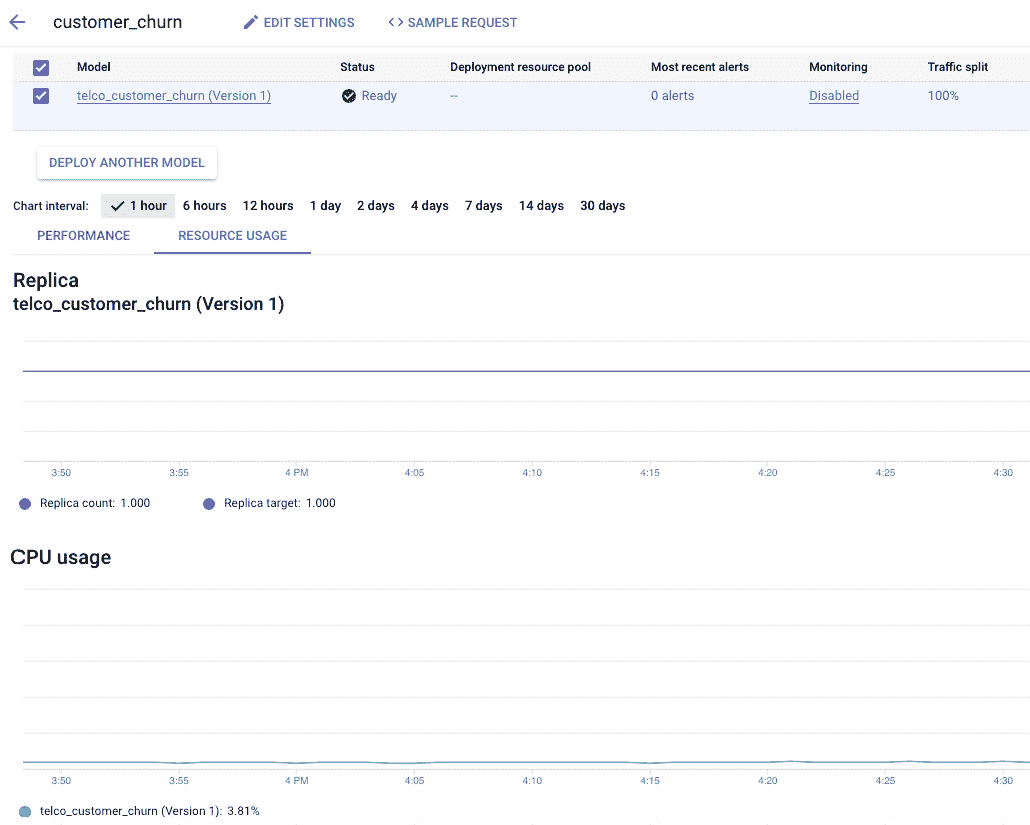 customer_churn EDIT SETTINGS <> SAMPLE REQUEST
Model Status Deployment resource pool Most recent alerts Monitoring Traffic split
telco_customer_churn (Version 1) Ready -- 0 alerts Disabled 100%
DEPLOY ANOTHER MODEL
Chart interval: 1 hour 6 hours 12 hours 1 day 2 days 4 days 7 days 14 days 30 days
PERFORMANCE RESOURCE USAGE
Replica
telco_customer_churn (Version 1)
3:50 3:55 4 PM 4:05 4:10 4:15 4:20 4:25 4:30
Replica count: 1.000 Replica target: 1.000
CPU usage
3:50 3:55 4 PM 4:05 4:10 4:15 4:20 4:25 4:30
telco_customer_churn (Version 1): 3.81%